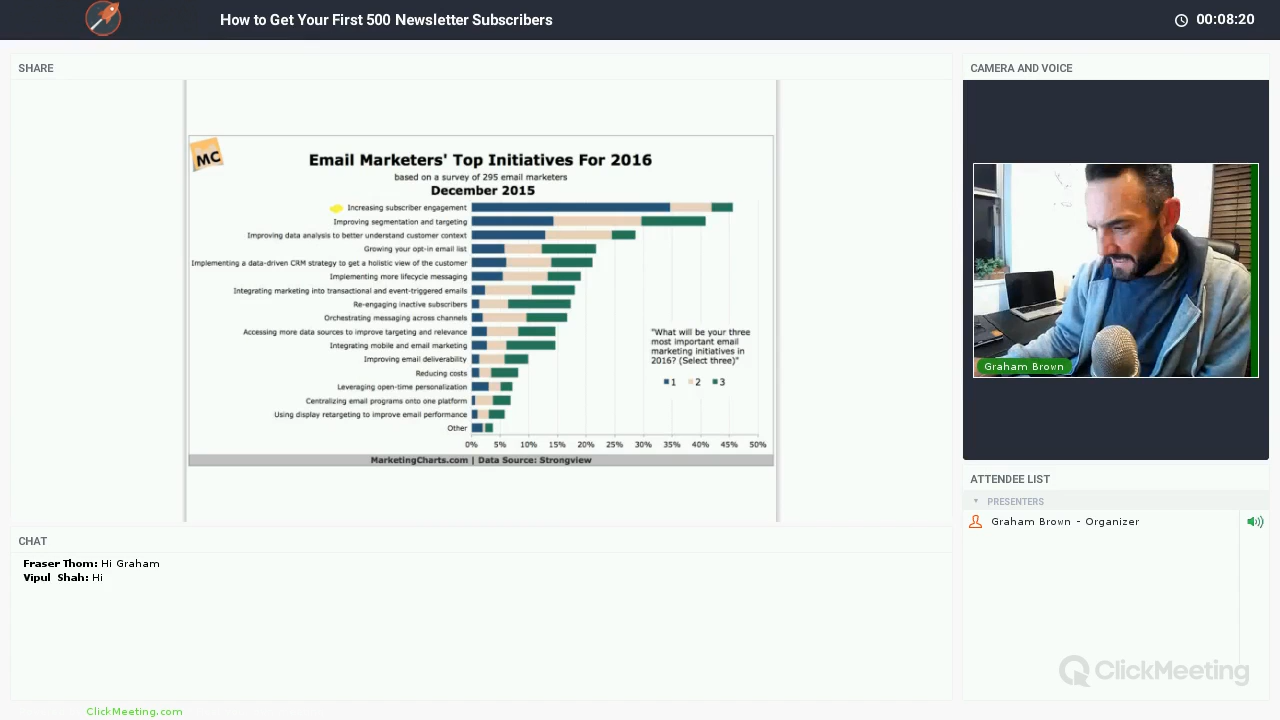 How to Get Your First 500 Newsletter Subscribers
00:08:20
SHARE
MC
Email Marketers' Top Initiatives For 2016
based on a survey of 295 email marketers
December 2015
Increasing subscriber engagement
Improving segmentation and targeting
Improving data analysis to better understand customer context
Growing your opt-in email list
Implementing a data-driven CRM strategy to get a holistic view of the customer
Implementing more lifecycle messaging
Integrating marketing into transactional and event-triggered emails
Re-engaging inactive subscribers
Orchestrating messaging across channels
Accessing more data sources to improve targeting and relevance
Integrating mobile and email marketing
Improving email deliverability
Reducing costs
Leveraging open-time personalization
Centralizing email programs onto one platform
Using display retargeting to improve email performance
Other
"What will be your three
most important email
marketing initiatives in
2016? (Select three)"
1 2 3
0% 5% 10% 15% 20% 25% 30% 35% 40% 45% 50%
MarketingCharts.com | Data Source: Strongview
CHAT
Fraser Thom: Hi Graham
Vipul Shah: Hi
CAMERA AND VOICE
Graham Brown
ATTENDEE LIST
PRESENTERS
Graham Brown - Organizer
ClickMeeting
ClickMeeting.com